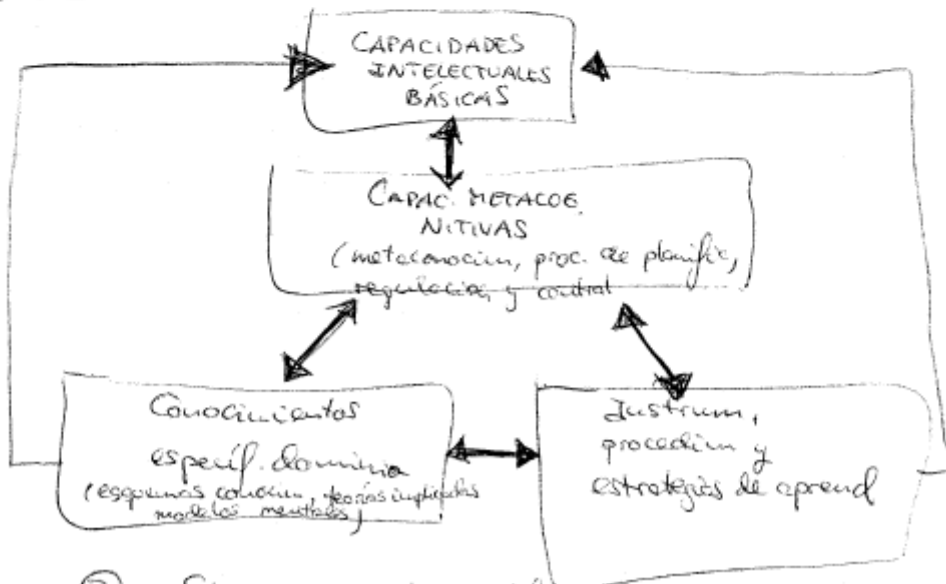 CAPACIDADES
INTELECTUALES
BÁSICAS
CAPAC. METACOG
NITIVAS
(metaconocim, proc. de planific,
regulacion, y control
Conocimientos
específ. dominio
(esquemas conocim, teorías implícitas
modelos mentales)
Instrum,
procedim y
estrategias de aprend